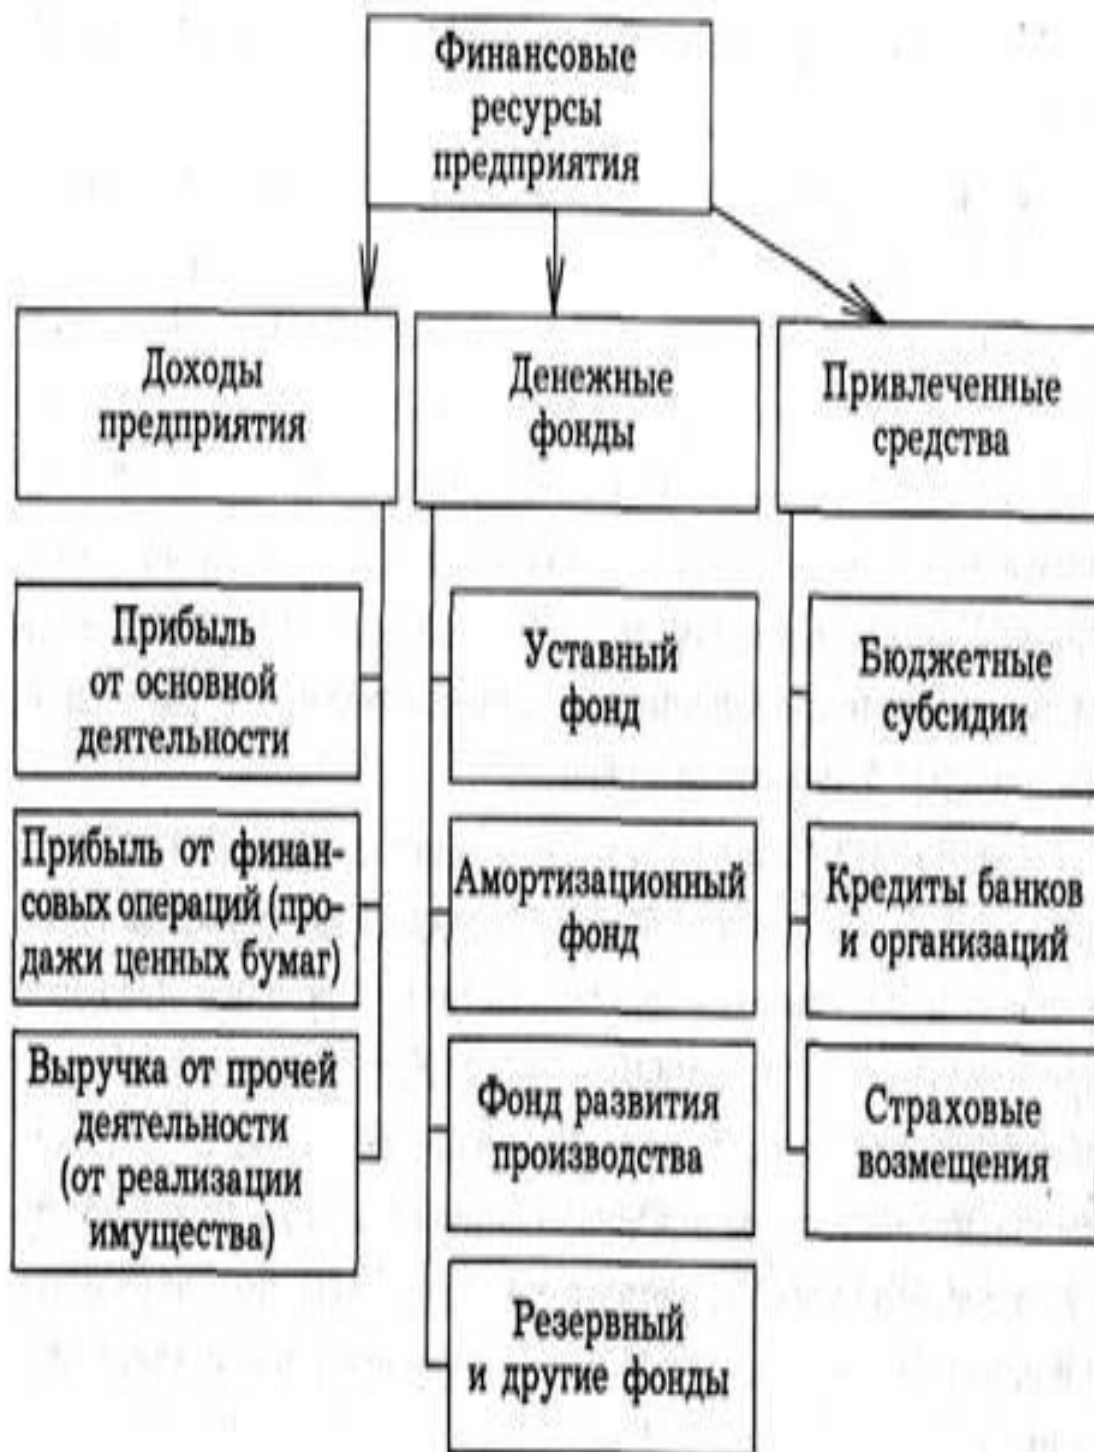 Финансовые
ресурсы
предприятия
Доходы
предприятия
Денежные
фонды
Привлеченные
средства
Прибыль
от основной
деятельности
Уставный
фонд
Бюджетные
субсидии
Прибыль от финан-
совых операций (про-
дажи ценных бумаг)
Амортизационный
фонд
Кредиты банков
и организаций
Выручка от прочей
деятельности
(от реализации
имущества)
Фонд развития
производства
Страховые
возмещения
Резервный
и другие фонды